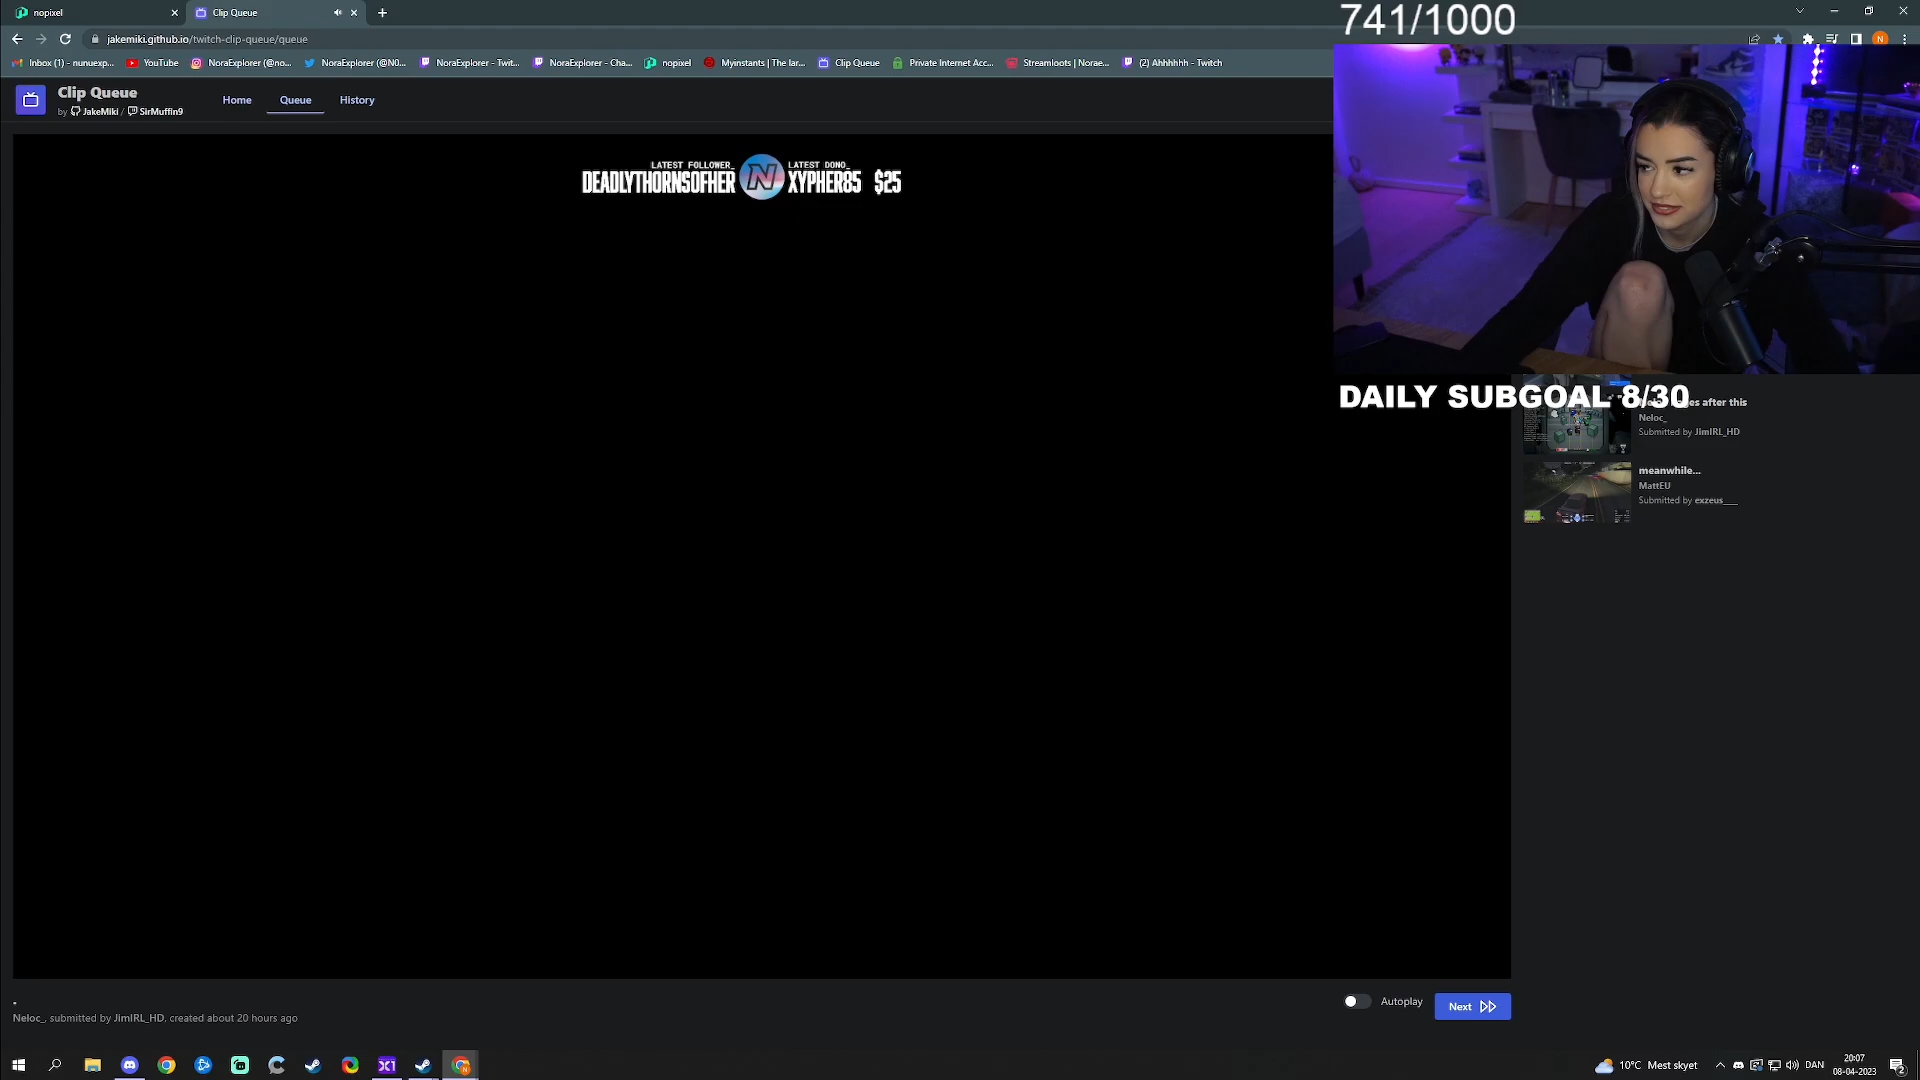 nopixel
Clip Queue
741/1000
jakemiki.github.io/twitch-clip-queue/queue
Inbox (1) - nunuexp...
YouTube
NoraExplorer (@no...
NoraExplorer (@N0...
NoraExplorer - Twit...
NoraExplorer - Cha...
nopixel
Myinstants | The lar...
Clip Queue
Private Internet Acc...
Streamloots | Norae...
(2) Ahhhhhh - Twitch
Clip Queue
by JakeMiki / SirMuffin9
Home
Queue
History
LATEST FOLLOWER_
DEADLYTHORNSOFHER
N
LATEST DONO_
XYPHER85 $25
DAILY SUBGOAL 8/30
after this
Neloc_
Submitted by JimIRL_HD
meanwhile...
MattEU
Submitted by exzeus___
.
Neloc_, submitted by JimIRL_HD, created about 20 hours ago
Autoplay
Next
10°C Mest skyet
DAN
20:07
08-04-2023